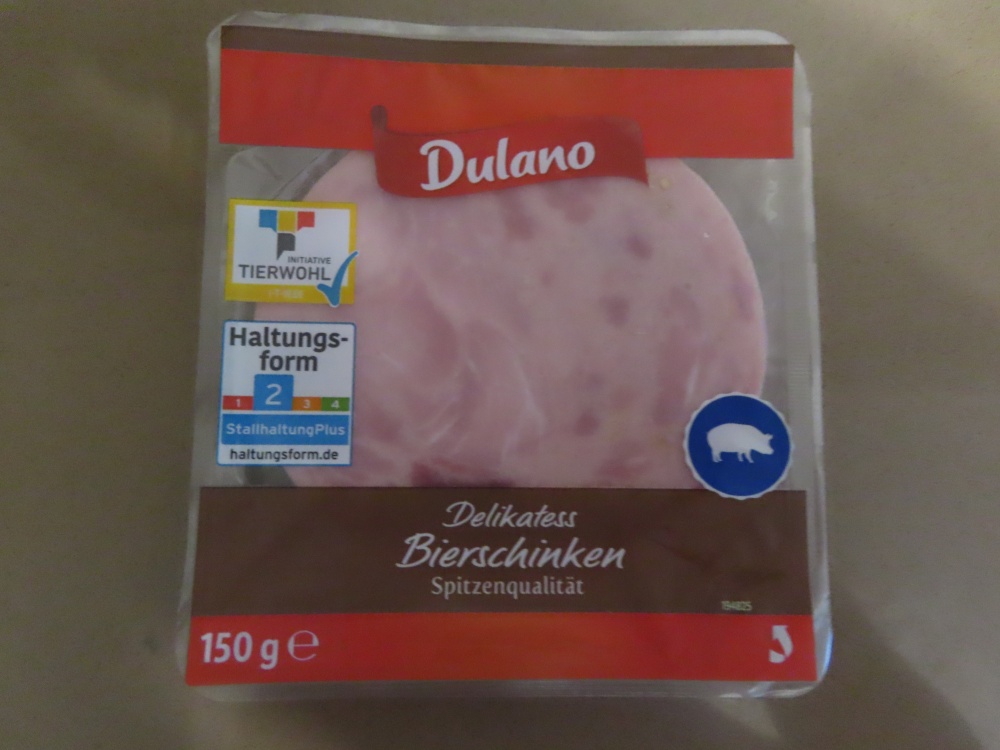 Dulano
INITIATIVE
TIERWOHL
Haltungs-
form
1 2 3 4
StallhaltungPlus
haltungsform.de
Delikatess
Bierschinken
Spitzenqualität
150 g e